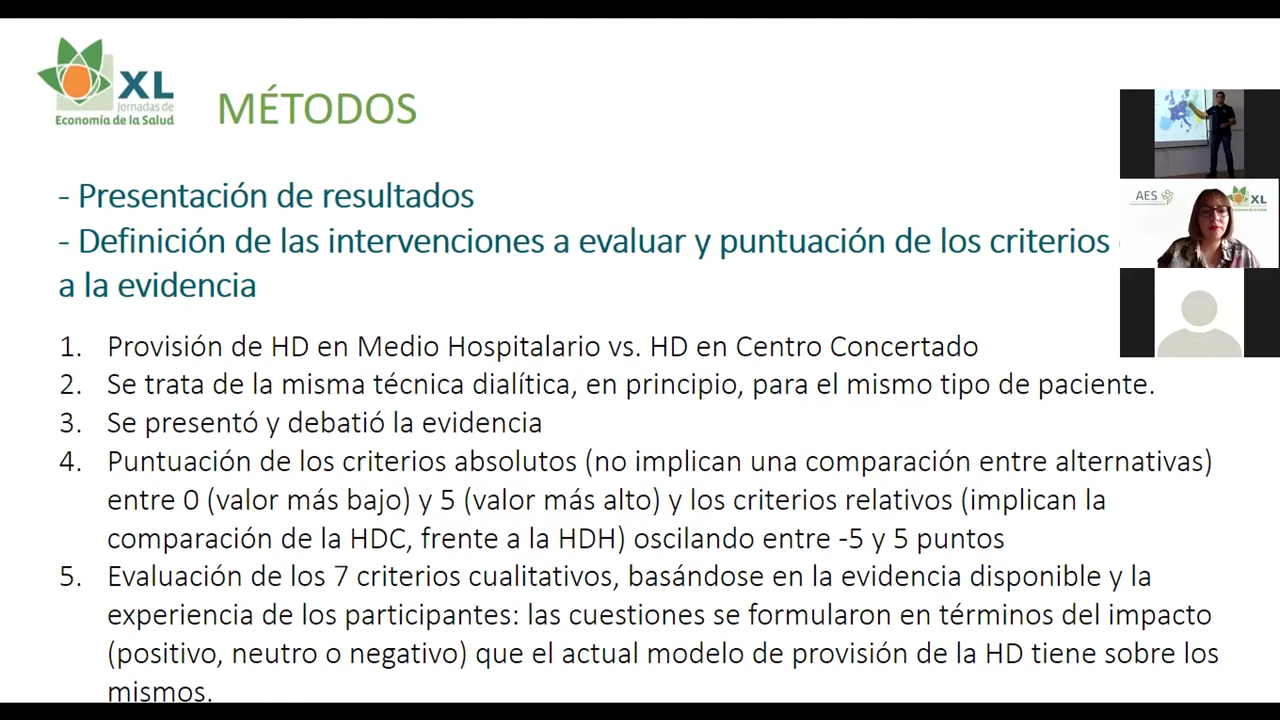 XL
Jornadas de
Economía de la Salud
MÉTODOS
- Presentación de resultados
- Definición de las intervenciones a evaluar y puntuación de los criterios
a la evidencia
AES
XL
1. Provisión de HD en Medio Hospitalario vs. HD en Centro Concertado
2. Se trata de la misma técnica dialítica, en principio, para el mismo tipo de paciente.
3. Se presentó y debatió la evidencia
4. Puntuación de los criterios absolutos (no implican una comparación entre alternativas)
entre 0 (valor más bajo) y 5 (valor más alto) y los criterios relativos (implican la
comparación de la HDC, frente a la HDH) oscilando entre -5 y 5 puntos
5. Evaluación de los 7 criterios cualitativos, basándose en la evidencia disponible y la
experiencia de los participantes: las cuestiones se formularon en términos del impacto
(positivo, neutro o negativo) que el actual modelo de provisión de la HD tiene sobre los
mismos.